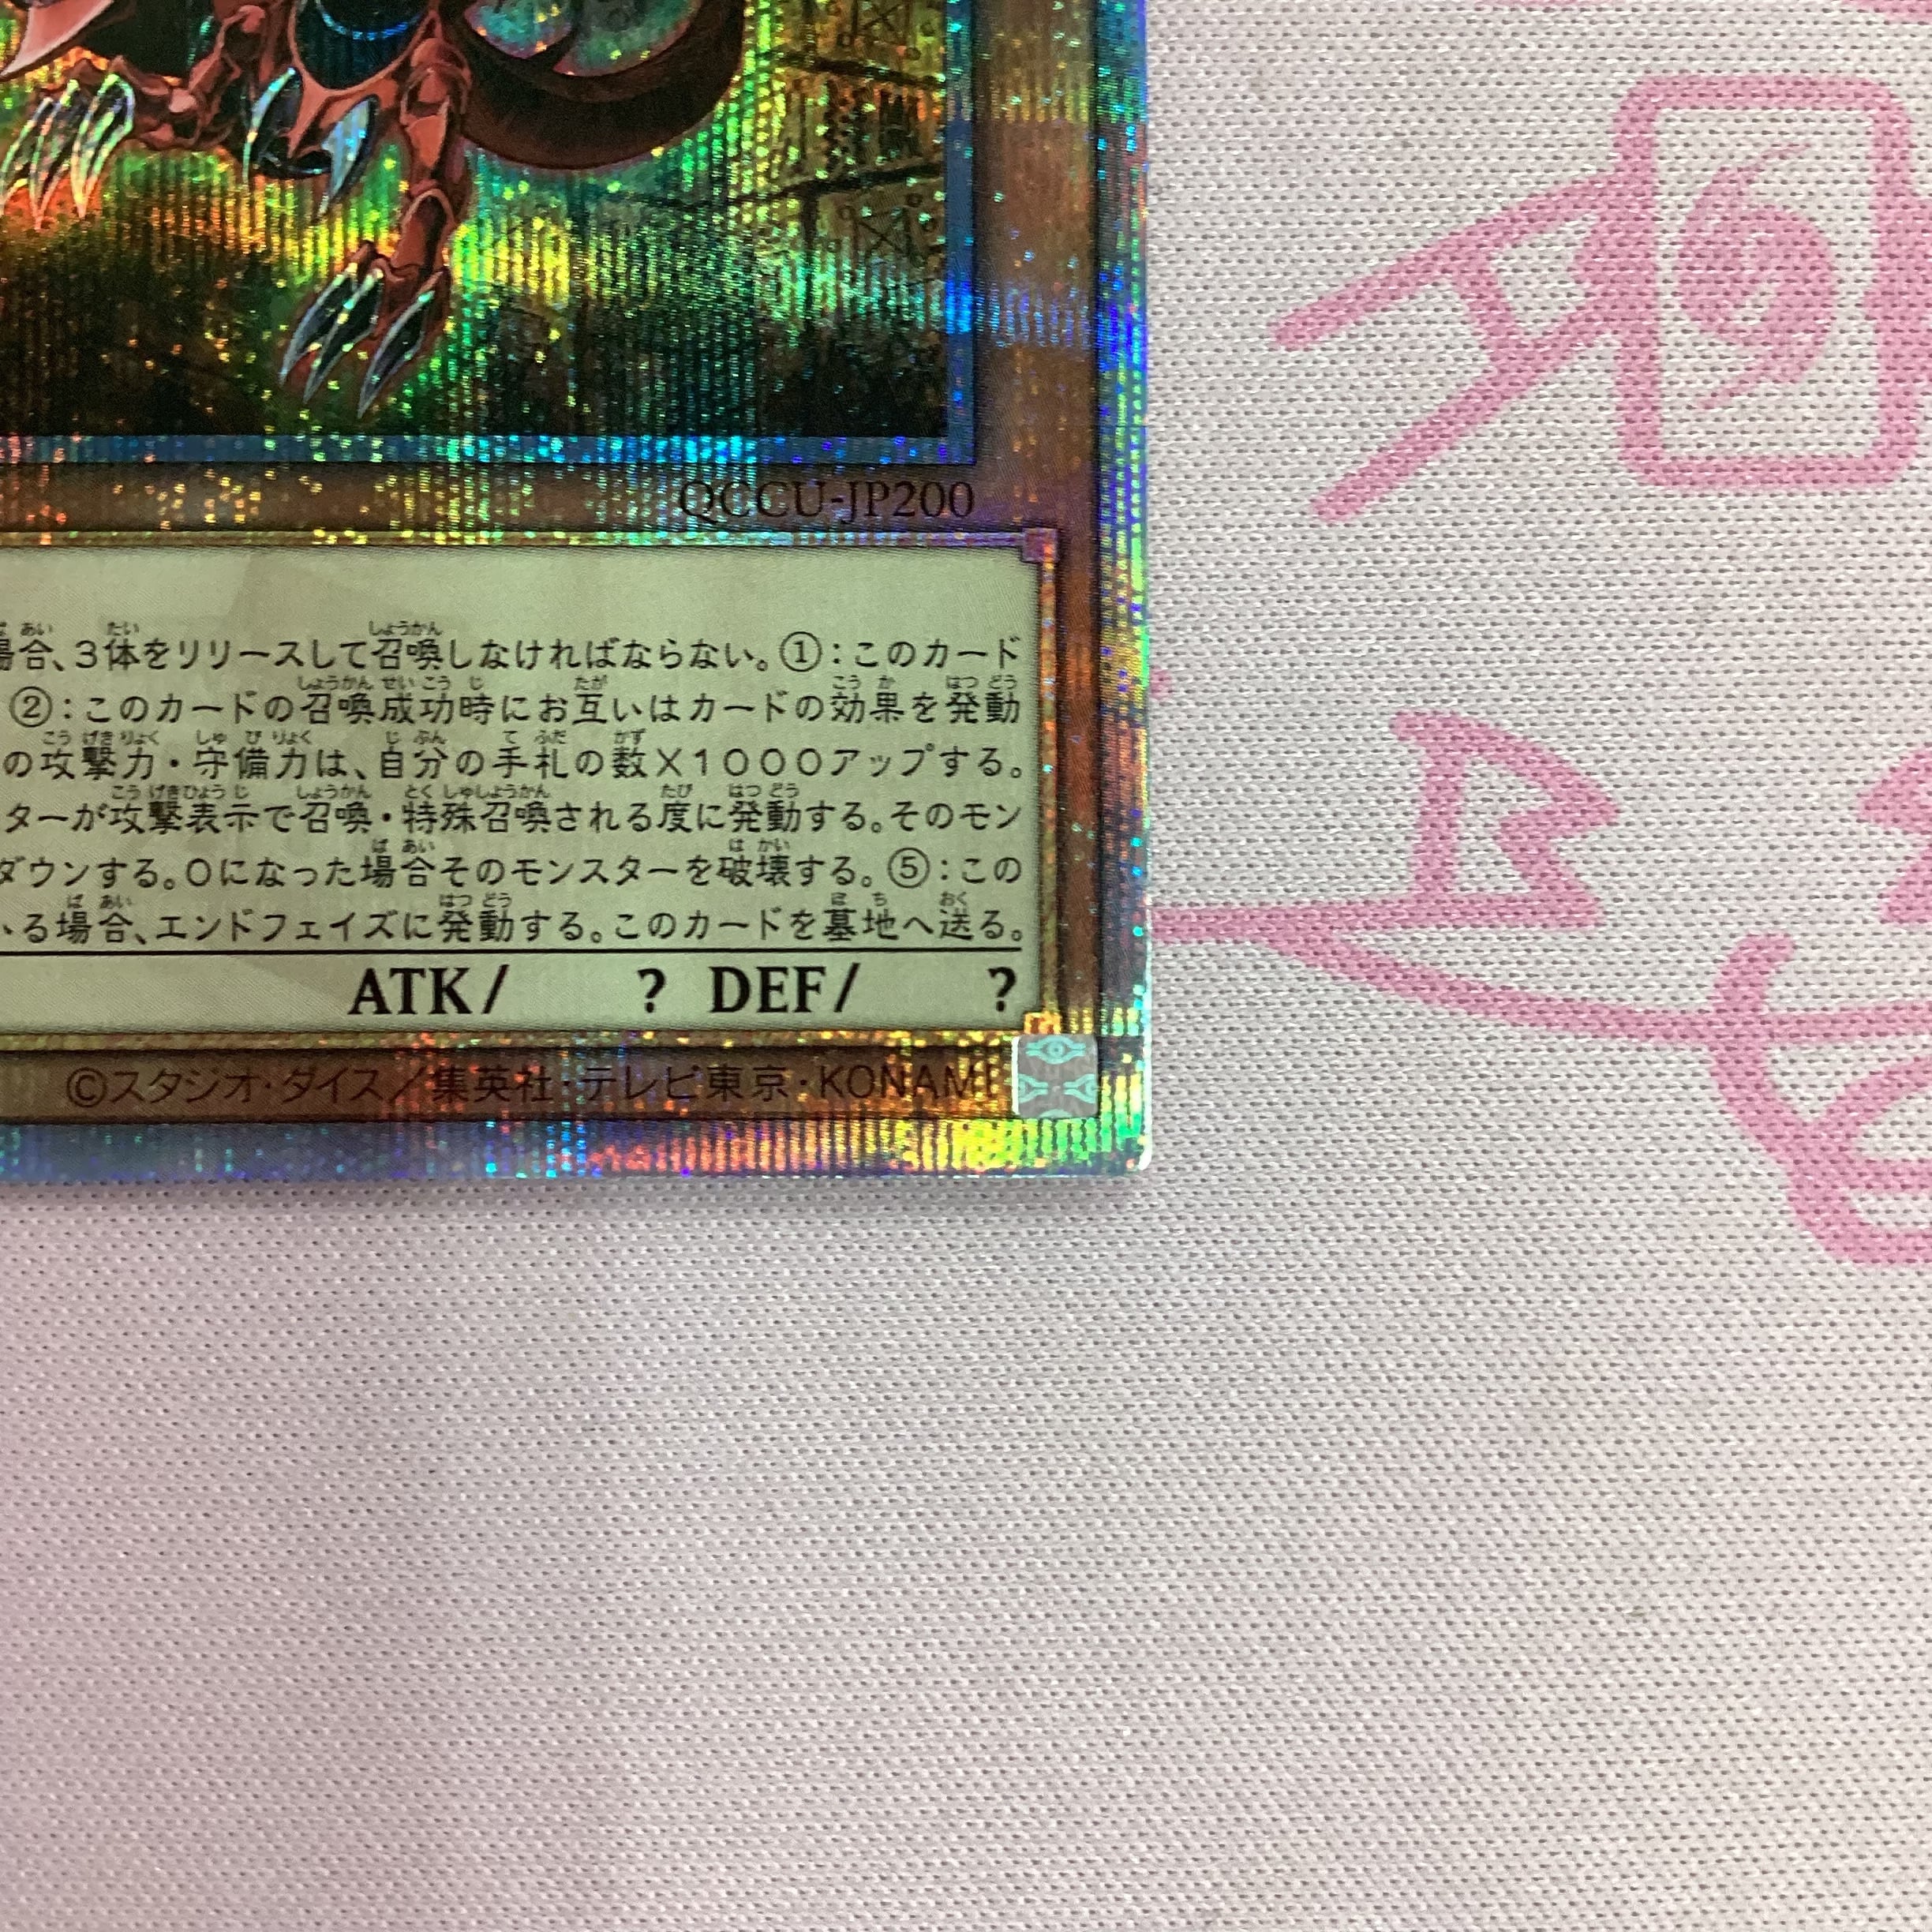 QCCU-JP200
場合、3体をリリースして召喚しなければならない。①：このカード
②：このカードの召喚成功時にお互いはカードの効果を発動
の攻撃力・守備力は、自分の手札の数×1000アップする。
ターが攻撃表示で召喚・特殊召喚される度に発動する。そのモン
ダウンする。0になった場合そのモンスターを破壊する。⑤：この
いる場合、エンドフェイズに発動する。このカードを墓地へ送る。
ATK/ ? DEF/ ?
©スタジオ・ダイス／集英社・テレビ東京・KONAMI